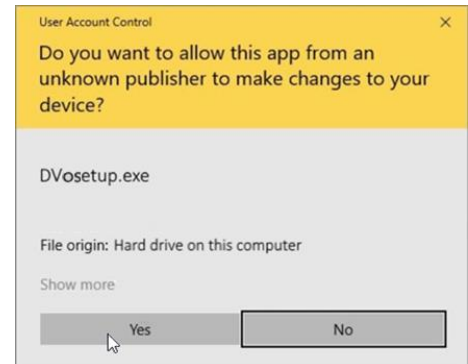 User Account Control
Do you want to allow this app from an
unknown publisher to make changes to your
device?
DVosetup.exe
File origin: Hard drive on this computer
Show more
Yes
No